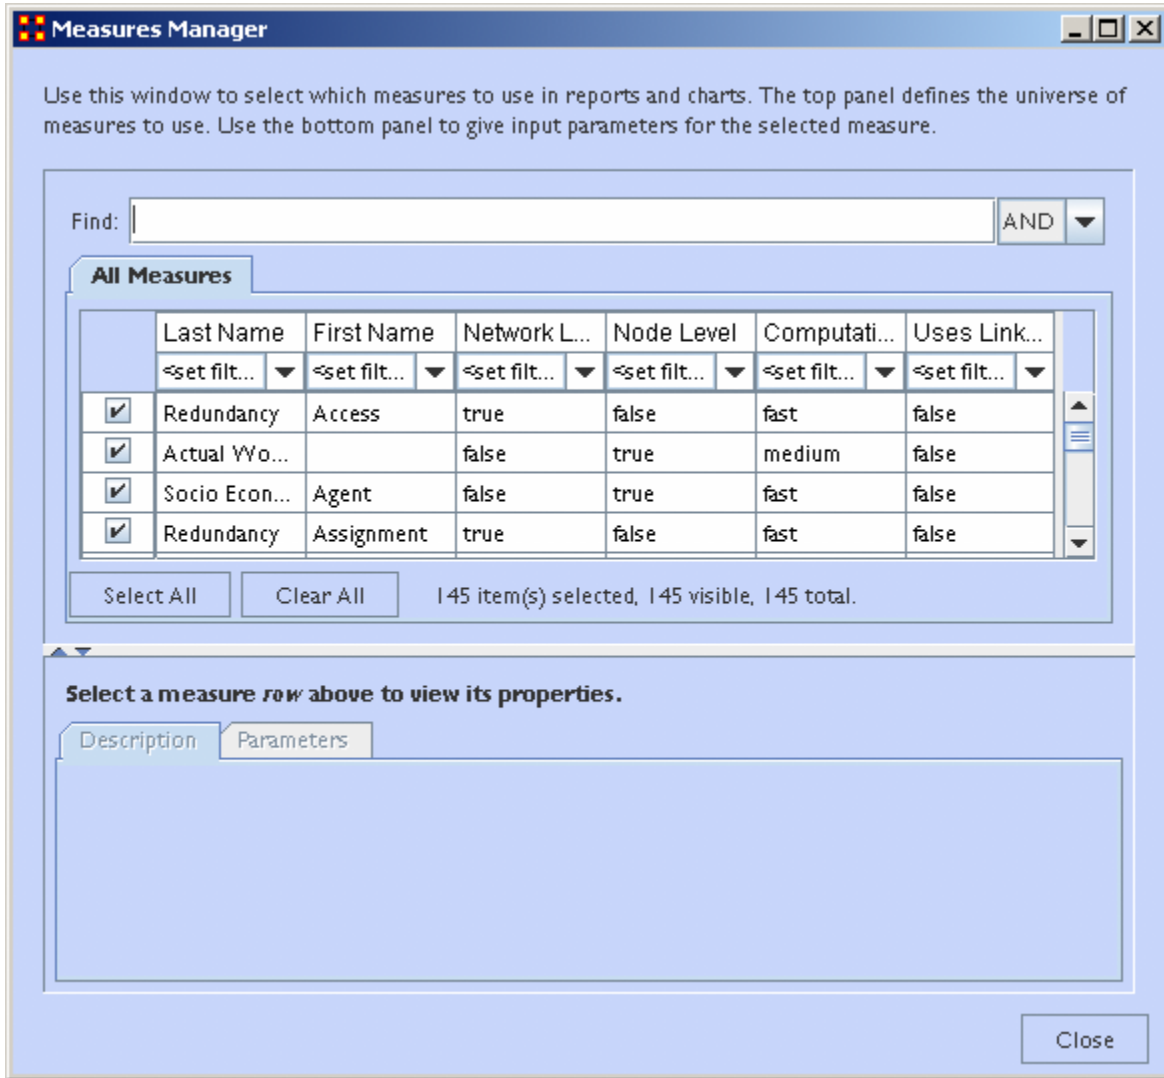 Measures Manager
Use this window to select which measures to use in reports and charts. The top panel defines the universe of
measures to use. Use the bottom panel to give input parameters for the selected measure.
Find: AND
All Measures
Last Name First Name Network L... Node Level Computati... Uses Link...
<set filt... <set filt... <set filt... <set filt... <set filt... <set filt...
Redundancy Access true false fast false
Actual Wo... false true medium false
Socio Econ... Agent false true fast false
Redundancy Assignment true false fast false
Select All Clear All 145 item(s) selected, 145 visible, 145 total.
Select a measure row above to view its properties.
Description Parameters
Close